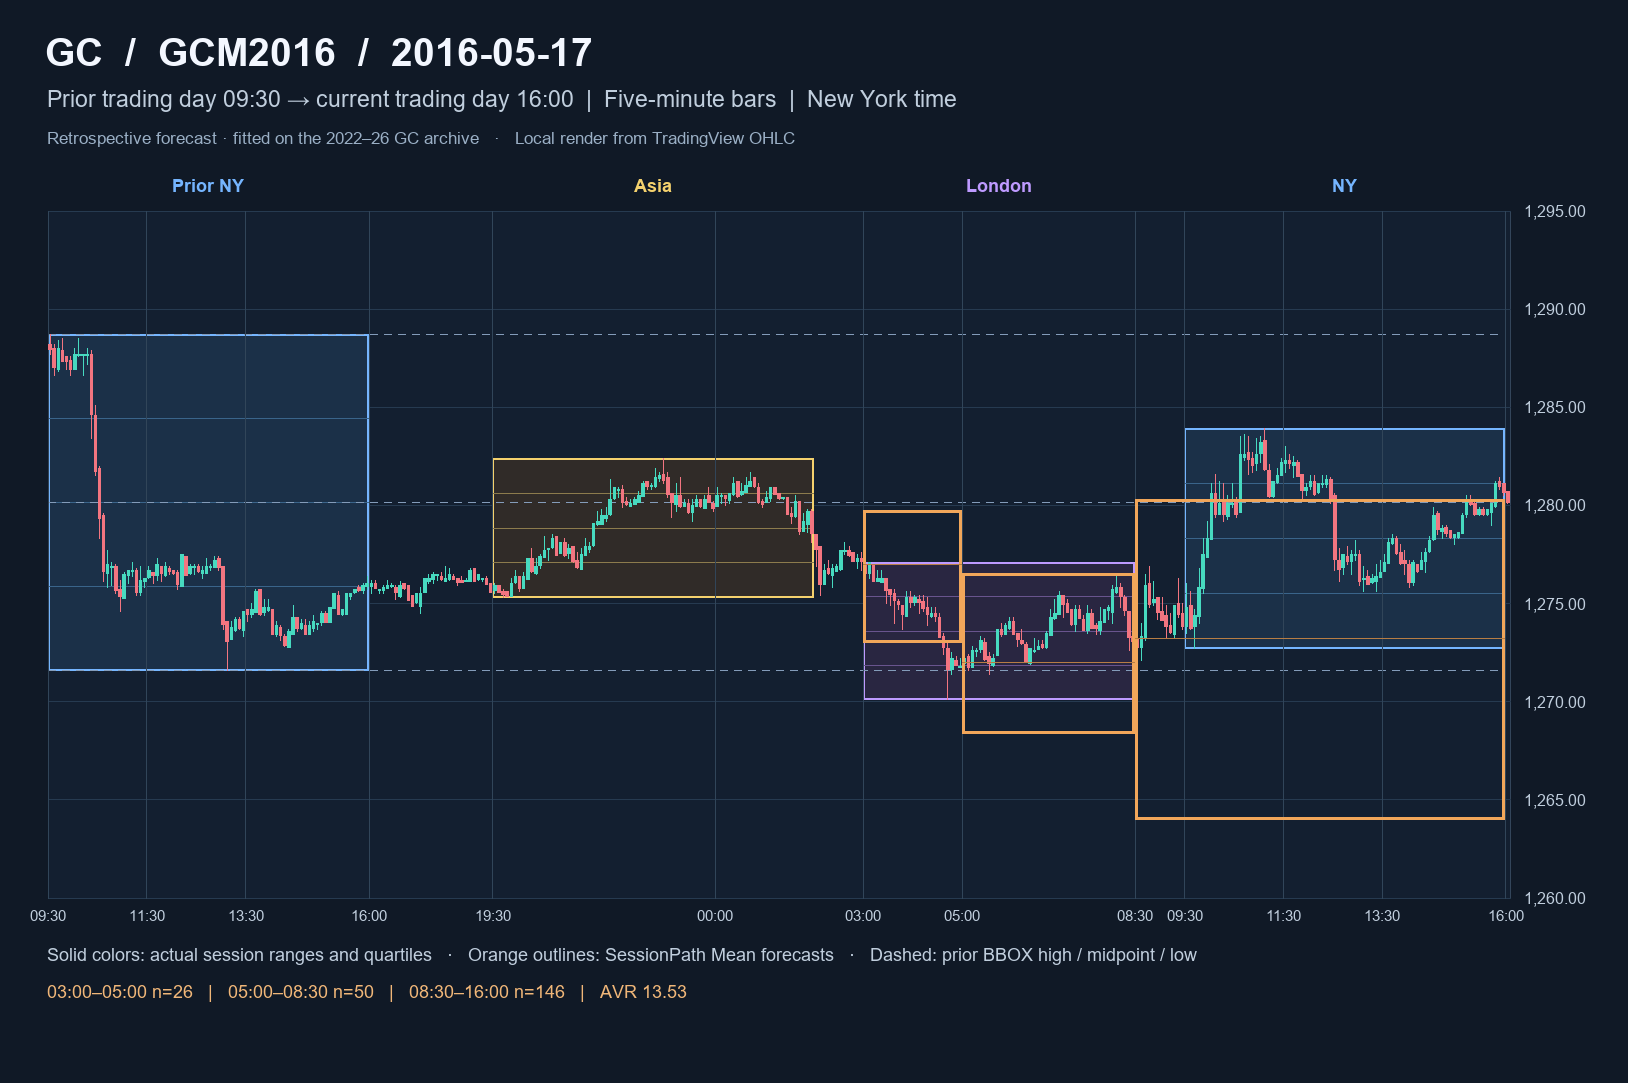 GC / GCM2016 / 2016-05-17
Prior trading day 09:30 → current trading day 16:00 | Five-minute bars | New York time
Retrospective forecast · fitted on the 2022–26 GC archive · Local render from TradingView OHLC
Prior NY Asia London NY
1,295.00
1,290.00
1,285.00
1,280.00
1,275.00
1,270.00
1,265.00
1,260.00
09:30 11:30 13:30 16:00 19:30 00:00 03:00 05:00 08:30 09:30 11:30 13:30 16:00
Solid colors: actual session ranges and quartiles · Orange outlines: SessionPath Mean forecasts · Dashed: prior BBOX high / midpoint / low
03:00–05:00 n=26 | 05:00–08:30 n=50 | 08:30–16:00 n=146 | AVR 13.53